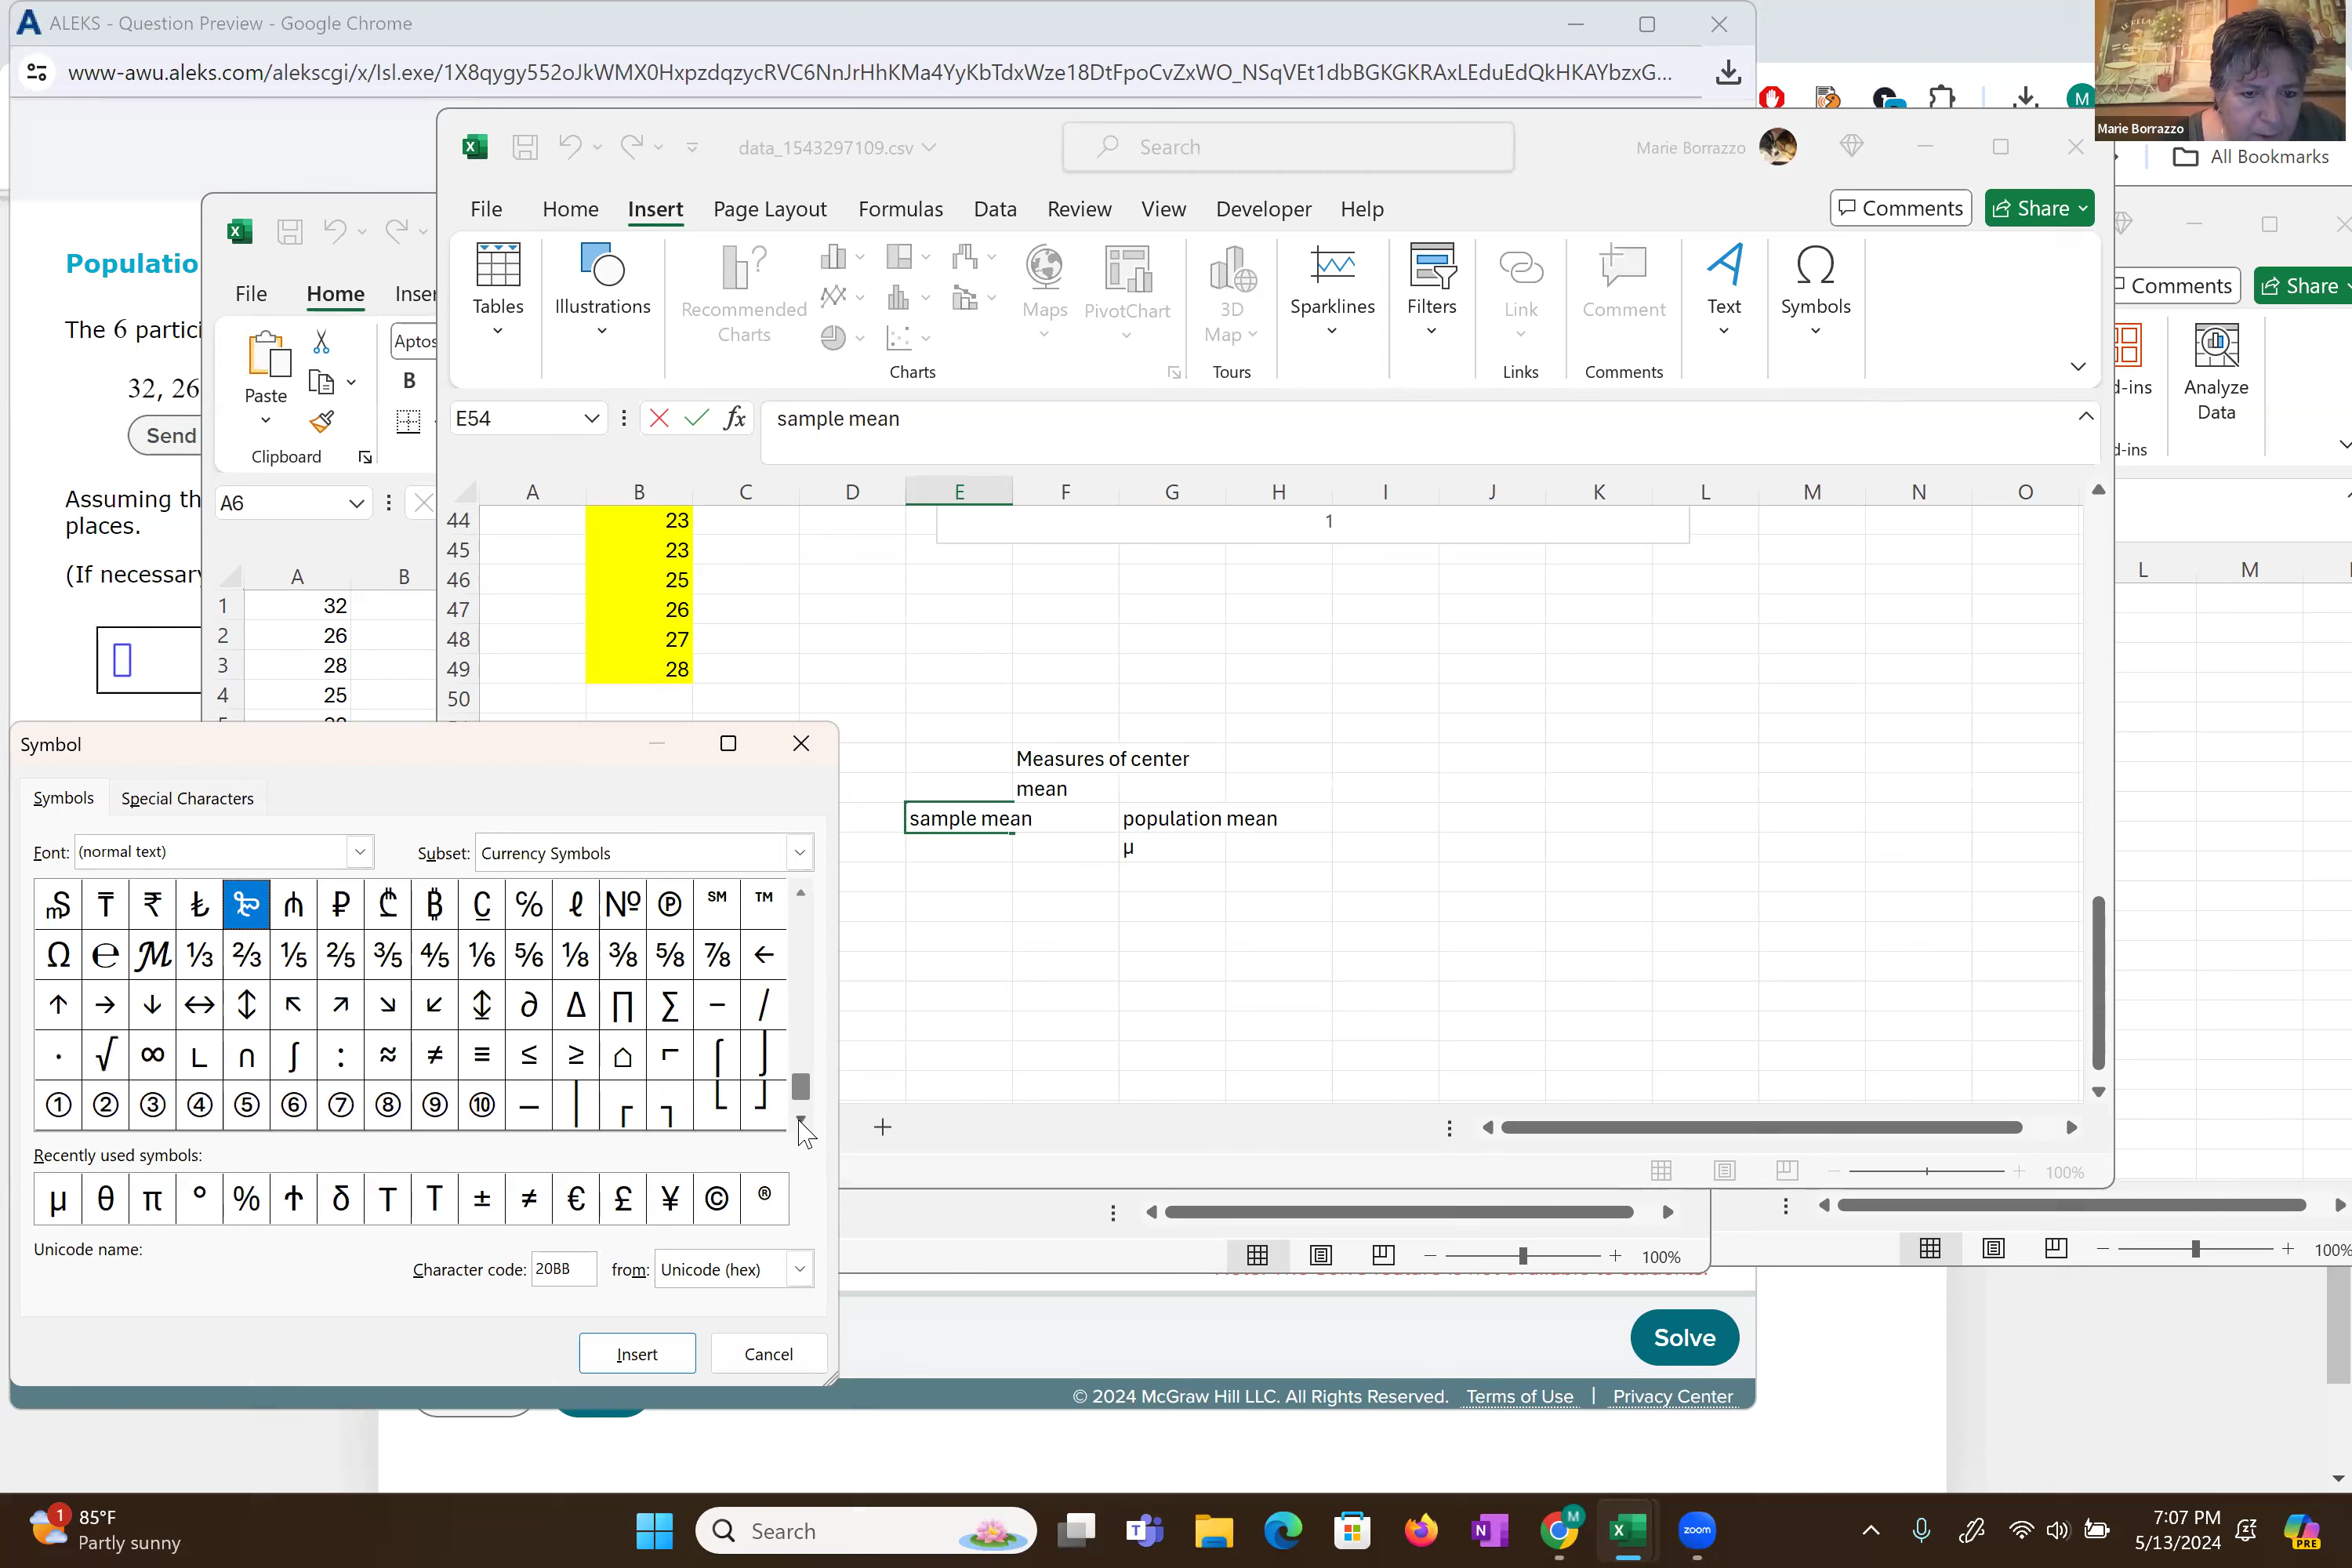 ALEKS - Question Preview - Google Chrome
www-awu.aleks.com/alekscgi/x/Isl.exe/1X8qygy552oJkWMX0HxpzdqzycRVC6NnJrHhKMa4YyKbTdxWze18DtFpoCvZxWO_NSqVEt1dbBGKGKRAxLEduEdQkHKAYbzxG...
M
Marie Borrazzo
All Bookmarks
data_1543297109.csv
Search
Marie Borrazzo
File Home Insert Page Layout Formulas Data Review View Developer Help
Comments Share
Tables
Illustrations
Recommended Charts
Maps
PivotChart
3D Map
Sparklines
Filters
Link
Comment
Text
Symbols
Charts
Tours
Links
Comments
E54
fx
sample mean
A B C D E F G H I J K L M N O
44 23 1
45 23
46 25
47 26
48 27
49 28
50
Measures of center
mean
sample mean population mean
μ
100%
Populatio
The 6 partici
32, 26
Send
Assuming th
places.
(If necessary
File Home Inser
Paste
Aptos
B
Clipboard
A6
A B
1 32
2 26
3 28
4 25
Comments Share
d-ins
Analyze Data
d-ins
L M
Symbol
Symbols Special Characters
Font: (normal text) Subset: Currency Symbols
₥ ₸ ₹ ₺ ₻ ₼ ₽ ₾ ₿ ⃀ ℅ ℓ № ℗ ℠ ™
Ω ℮ ℳ ⅓ ⅔ ⅕ ⅖ ⅗ ⅘ ⅙ ⅚ ⅛ ⅜ ⅝ ⅞ ←
↑ → ↓ ↔ ↕ ↖ ↗ ↘ ↙ ↨ ∂ ∆ ∏ ∑ − ∕
∙ √ ∞ ∟ ∩ ∫ ∶ ≈ ≠ ≡ ≤ ≥ ⌂ ⌐ ⌠ ⌡
① ② ③ ④ ⑤ ⑥ ⑦ ⑧ ⑨ ⑩ ─ │ ┌ ┐ └ ┘
Recently used symbols:
μ θ π ° % ♰ δ Τ T ± ≠ € £ ¥ © ®
Unicode name:
Character code: 20BB from: Unicode (hex)
Insert Cancel
100%
100%
Solve
© 2024 McGraw Hill LLC. All Rights Reserved. Terms of Use | Privacy Center
1
85°F
Partly sunny
Search
zoom
7:07 PM
5/13/2024
PRE